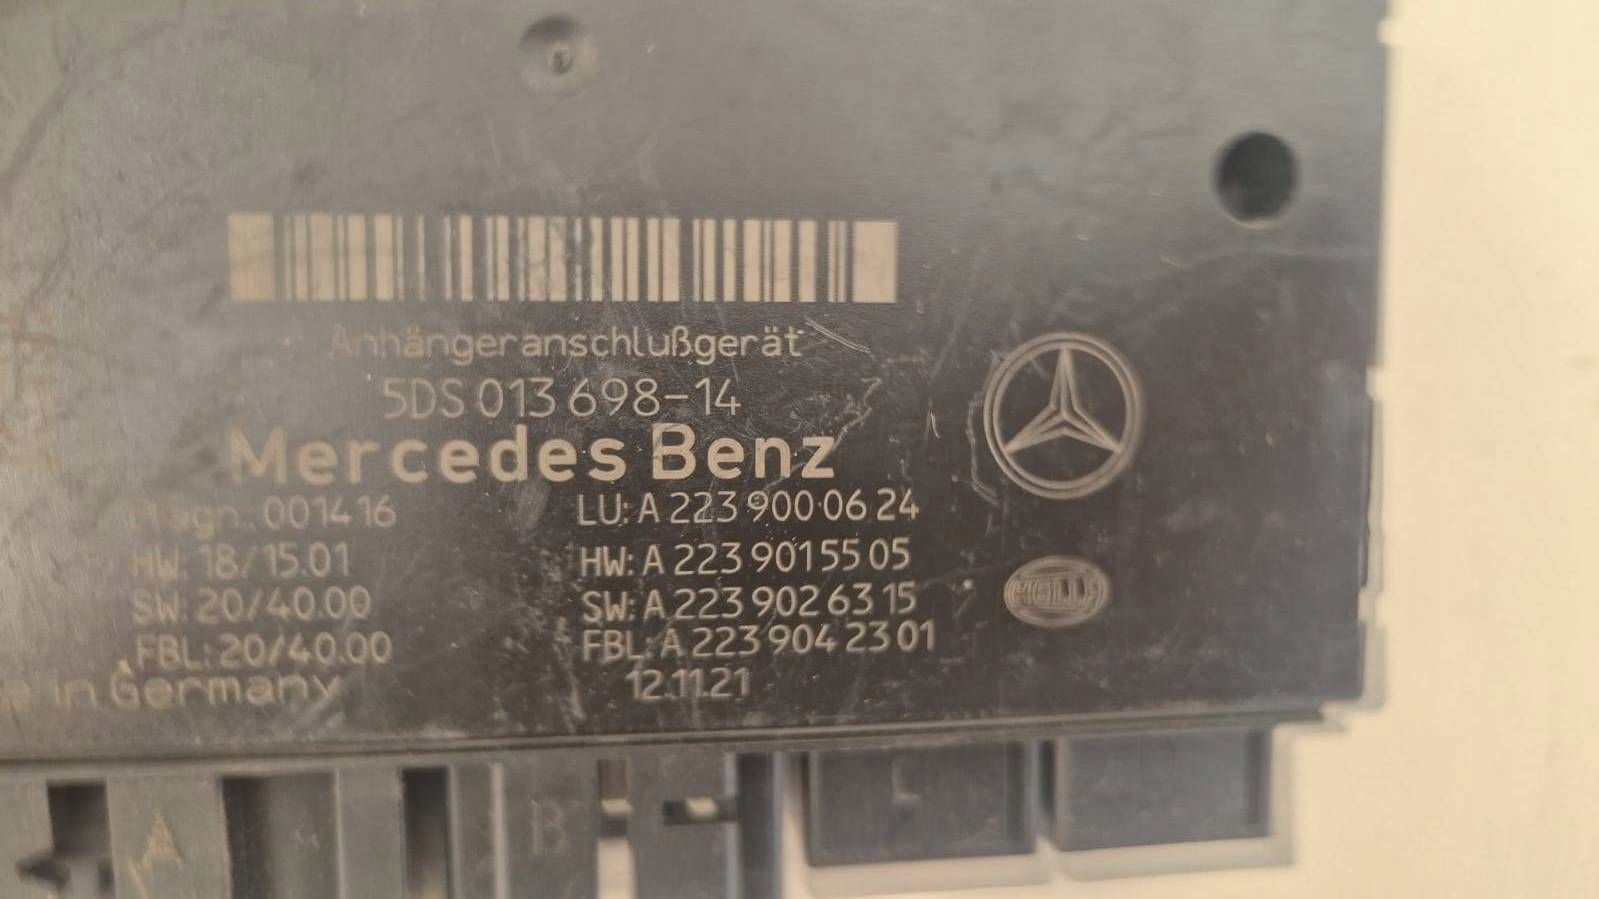 Anhängeranschlußgerät
5DS 013 698-14
Mercedes Benz
001416 LU: A 223 900 06 24
HW: 18/15.01 HW: A 223 901 55 05
SW: 20/40.00 SW: A 223 902 63 15
FBL: 20/40.00 FBL: A 223 904 23 01
in Germany 12.11.21
HELLA
A B